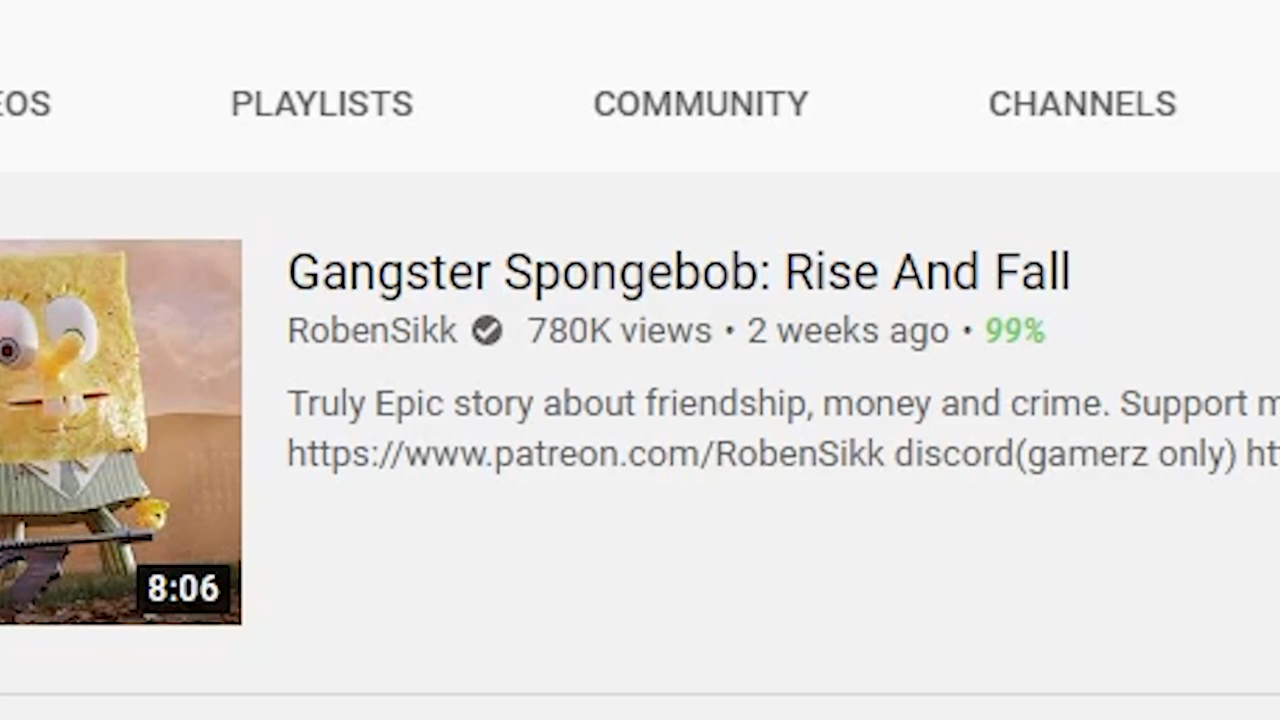 EOS PLAYLISTS COMMUNITY CHANNELS
Gangster Spongebob: Rise And Fall
RobenSikk 780K views • 2 weeks ago • 99%
Truly Epic story about friendship, money and crime. Support m
https://www.patreon.com/RobenSikk discord(gamerz only) ht
8:06